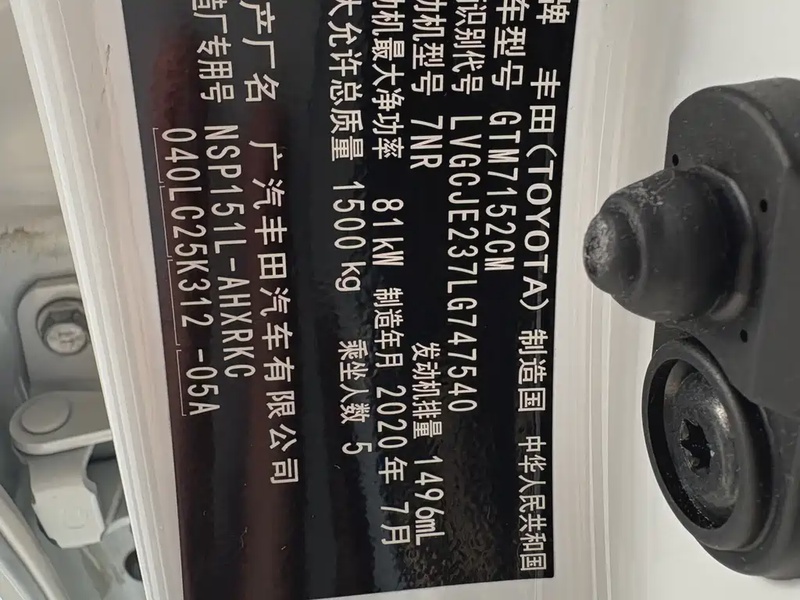 牌 丰田(TOYOTA) 制造国 中华人民共和国
车型号 GTM7152CM
识别代号 LVGCJE237LG747540
动机型号 7NR 发动机排量 1496mL
机最大净功率 81kW 制造年月 2020年 7月
大允许总质量 1500kg 乘坐人数 5
产厂名 广汽丰田汽车有限公司
造厂专用号 NSP151L-AHXRKC
040LC25K312 -05A